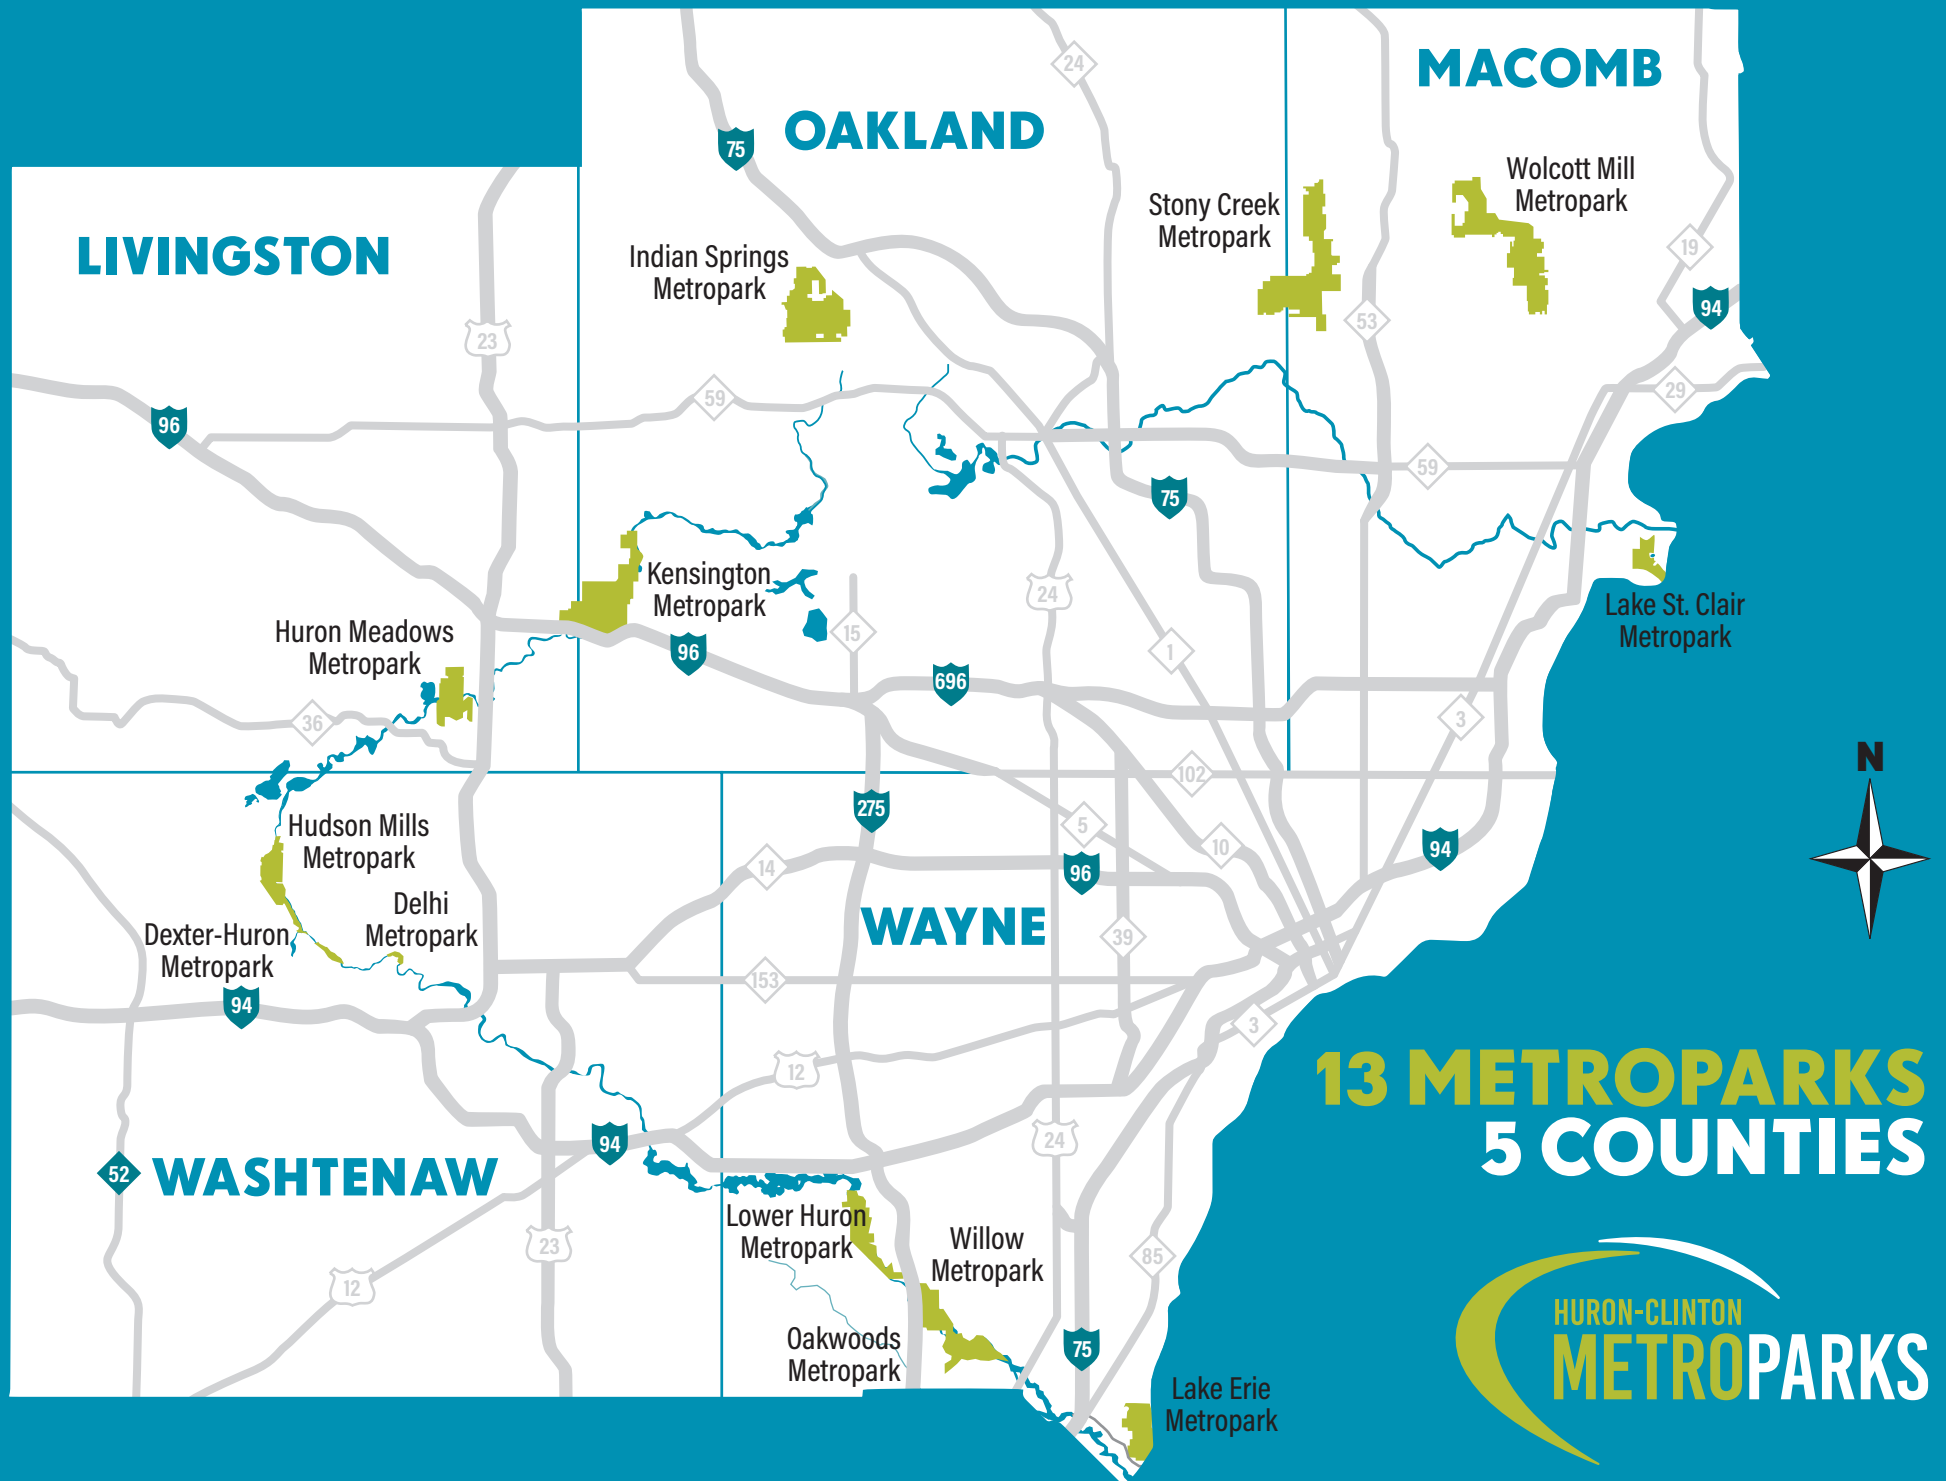 MACOMB
24
OAKLAND
75
Wolcott Mill
Metropark
Stony Creek
Metropark
LIVINGSTON
Indian Springs
Metropark
19
94
53
23
29
59
96
59
75
Kensington
Metropark
24
Lake St. Clair
Metropark
Huron Meadows
Metropark
15
96
1
696
36
3
N
102
275
Hudson Mills
Metropark
5
10
94
14
96
Delhi
Metropark
WAYNE
39
Dexter-Huron
Metropark
153
94
3
12
13 METROPARKS
5 COUNTIES
94
24
52
WASHTENAW
Lower Huron
Metropark
Willow
Metropark
23
85
12
HURON-CLINTON
METROPARKS
Oakwoods
Metropark
75
Lake Erie
Metropark